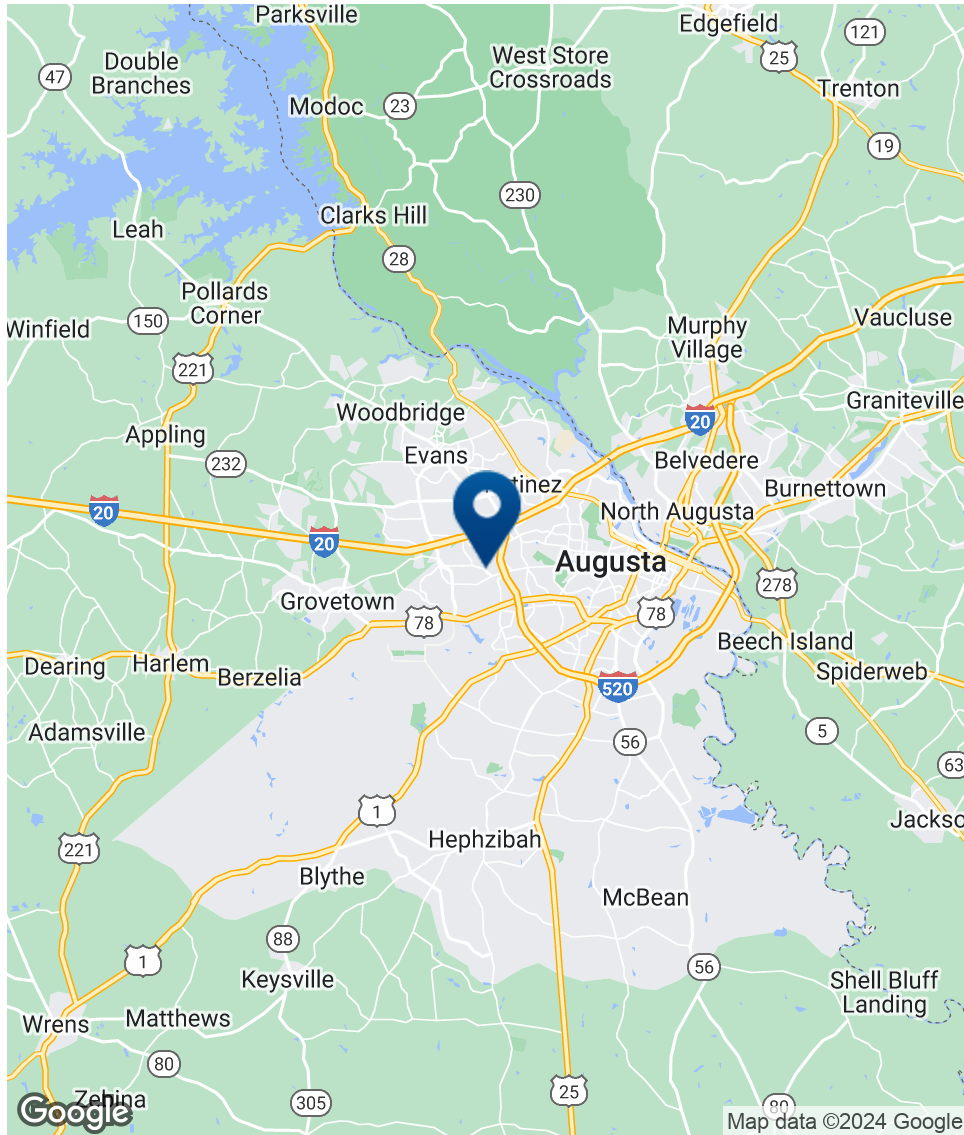 Parksville
Edgefield
121
25
West Store
Crossroads
Double
Branches
47
Trenton
Modoc
23
19
230
Clarks Hill
Leah
28
Pollards
Corner
150
Winfield
Vaucluse
Murphy
Village
221
Graniteville
Woodbridge
20
Appling
Evans
232
Belvedere
tinez
Burnettown
20
North Augusta
20
Augusta
278
Grovetown
78
78
Beech Island
Dearing
Harlem
Berzelia
Spiderweb
520
Adamsville
56
5
63
1
Jackso
Hephzibah
221
Blythe
McBean
88
1
56
Keysville
Shell Bluff
Landing
Wrens
Matthews
80
25
Zebina
305
80
Google
Map data ©2024 Google